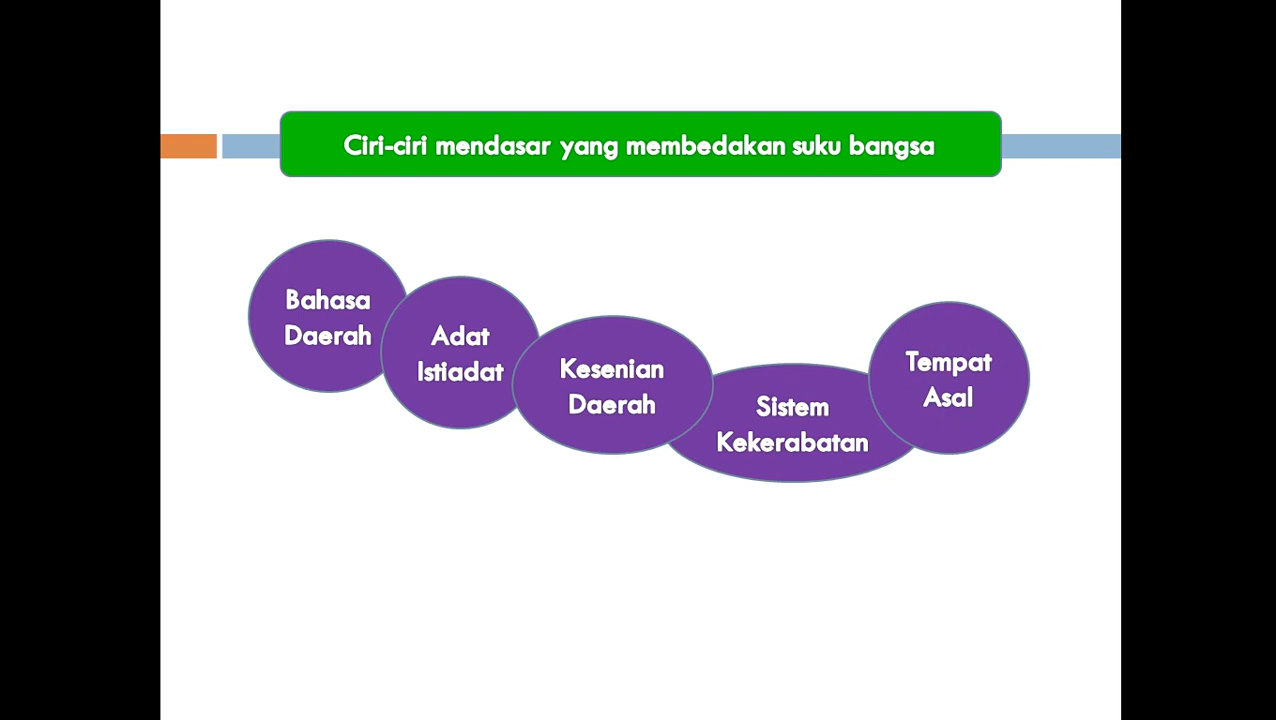 Ciri-ciri mendasar yang membedakan suku bangsa
Bahasa
Daerah
Adat
Istiadat
Kesenian
Daerah
Sistem
Kekerabatan
Tempat
Asal